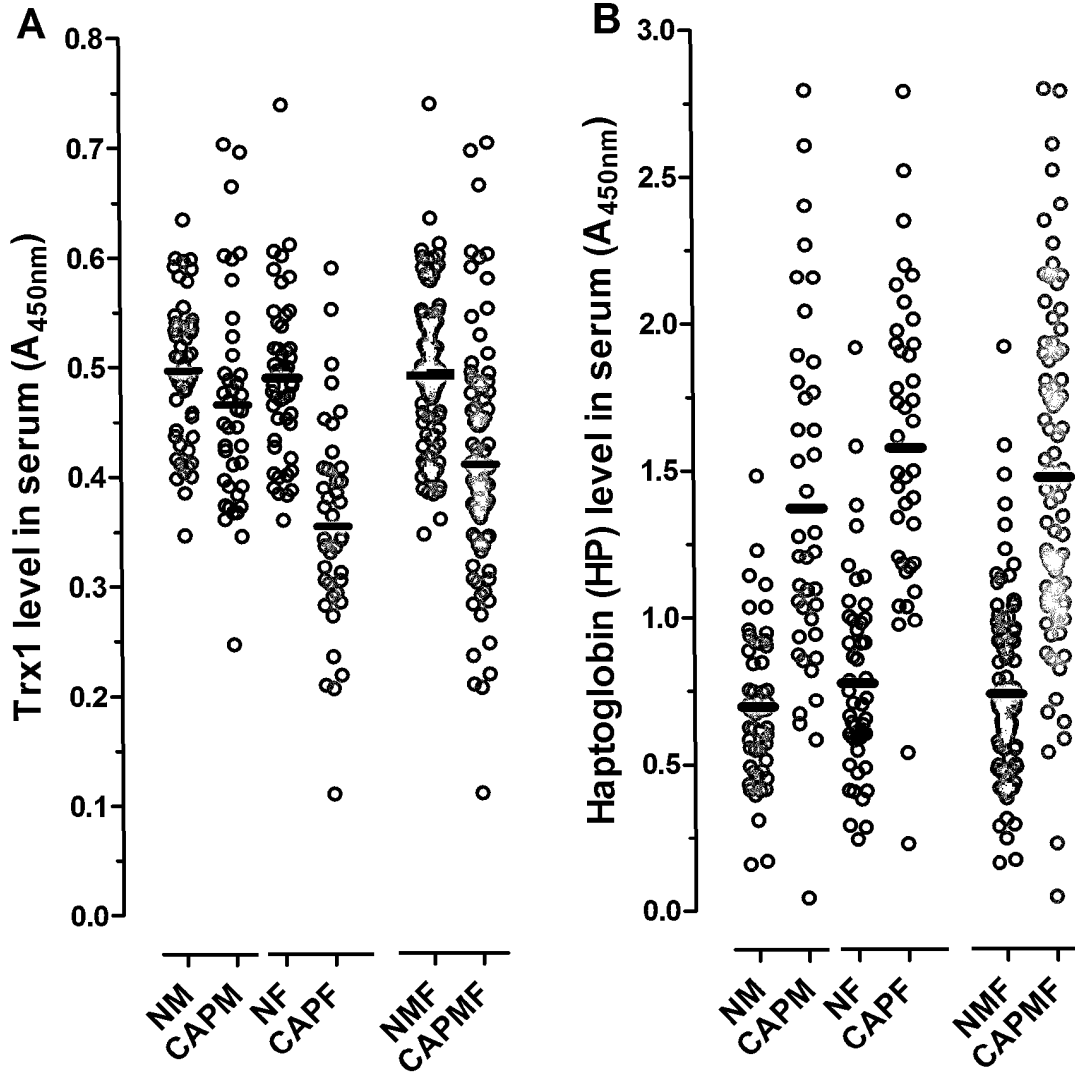 A
Trx1 level in serum (A450nm)
0.8
0.7
0.6
0.5
0.4
0.3
0.2
0.1
0.0
NM
CAPM
NF
CAPF
NMF
CAPMF
B
Haptoglobin (HP) level in serum (A450nm)
3.0
2.5
2.0
1.5
1.0
0.5
0.0
NM
CAPM
NF
CAPF
NMF
CAPMF